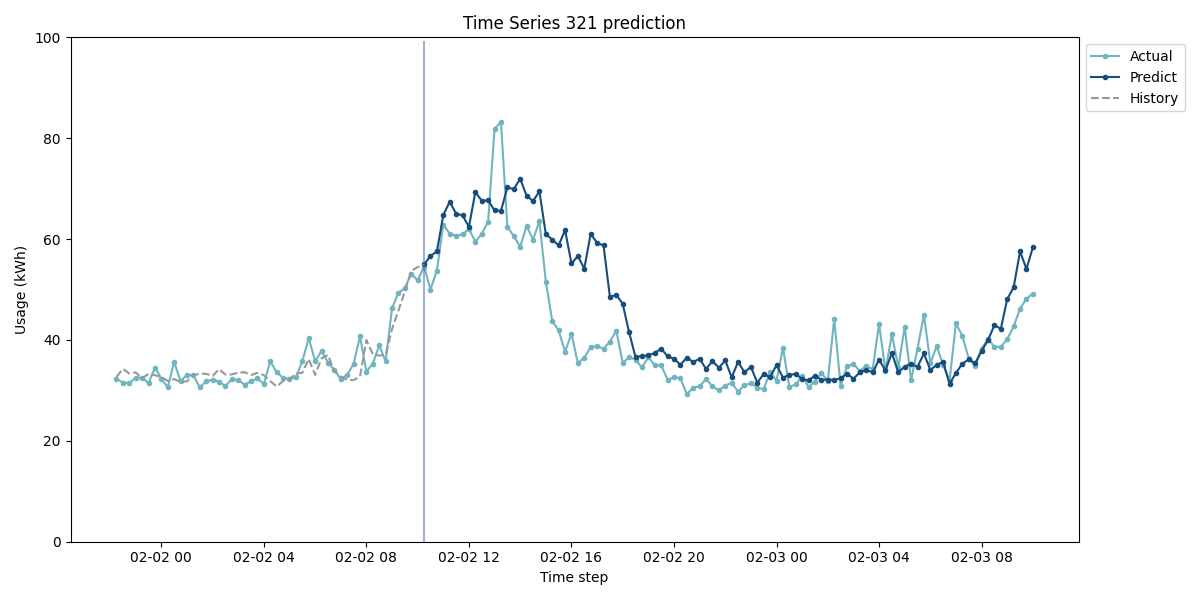 Time Series 321 prediction
100
80
60
40
20
0
Usage (kWh)
02-02 00
02-02 04
02-02 08
02-02 12
02-02 16
02-02 20
02-03 00
02-03 04
02-03 08
Time step
Actual
Predict
History